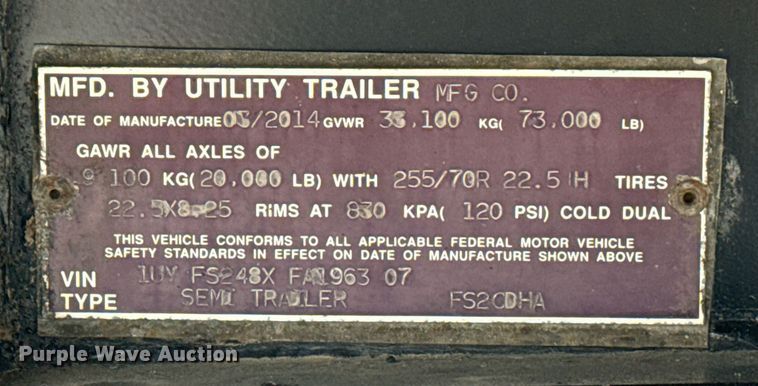 MFD. BY UTILITY TRAILER MFG CO.
DATE OF MANUFACTURE 03/2014 GVWR 33,100 KG( 73,000 LB)
GAWR ALL AXLES OF
9 100 KG( 20,000 LB) WITH 255/70R 22.5 H TIRES
22.5X8.25 RIMS AT 830 KPA( 120 PSI) COLD DUAL
THIS VEHICLE CONFORMS TO ALL APPLICABLE FEDERAL MOTOR VEHICLE
SAFETY STANDARDS IN EFFECT ON DATE OF MANUFACTURE SHOWN ABOVE
VIN 1UY FS248X FA1963 07
TYPE SEMI TRAILER FS2CDHA
Purple Wave Auction